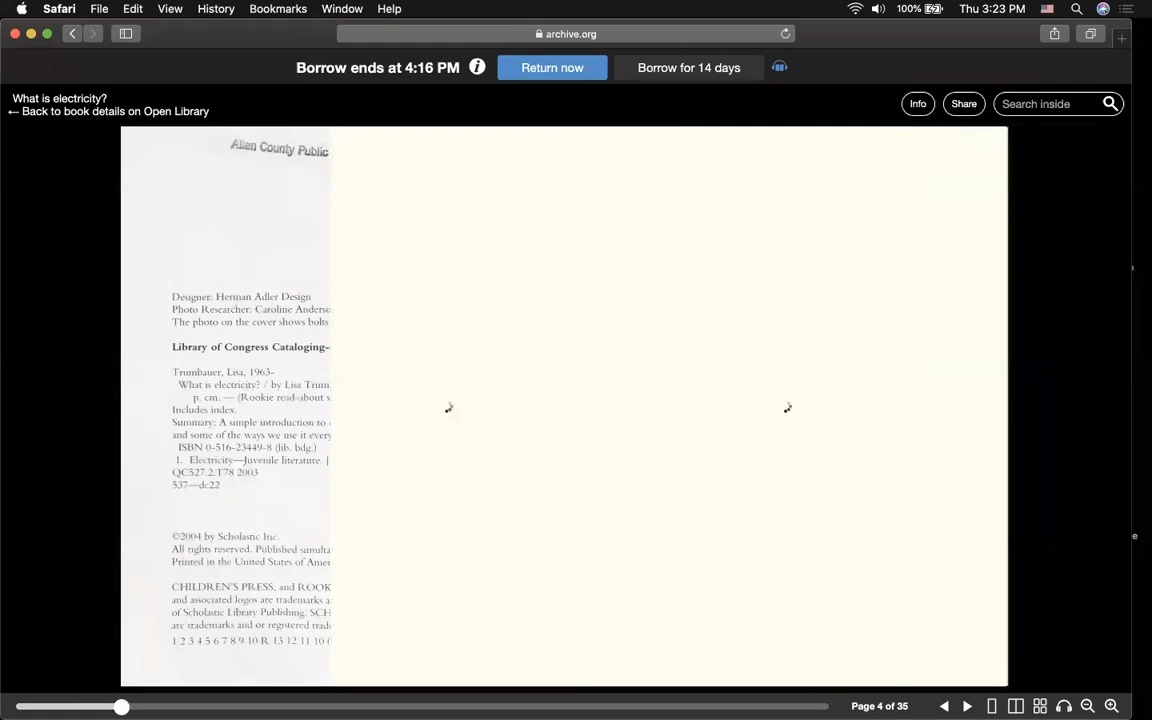 Safari File Edit View History Bookmarks Window Help 100% Thu 3:23 PM
archive.org
Borrow ends at 4:16 PM i Return now Borrow for 14 days
What is electricity?
← Back to book details on Open Library
Info Share Search inside
Allen County Public
Designer: Herman Adler Design
Photo Researcher: Caroline Anderso
The photo on the cover shows bolts
Library of Congress Cataloging-
Trumbauer, Lisa, 1963-
What is electricity? / by Lisa Trum
p. cm. — (Rookie read-about s
Includes index.
Summary: A simple introduction to
and some of the ways we use it every
ISBN 0-516-23449-8 (lib. bdg.)
1. Electricity—Juvenile literature. [
QC527.2.T78 2003
537—dc22
©2004 by Scholastic Inc.
All rights reserved. Published simulta
Printed in the United States of Amer
CHILDREN'S PRESS, and ROOK
and associated logos are trademarks a
of Scholastic Library Publishing. SCH
are trademarks and or registered trade
1 2 3 4 5 6 7 8 9 10 R 13 12 11 10 0
Page 4 of 35